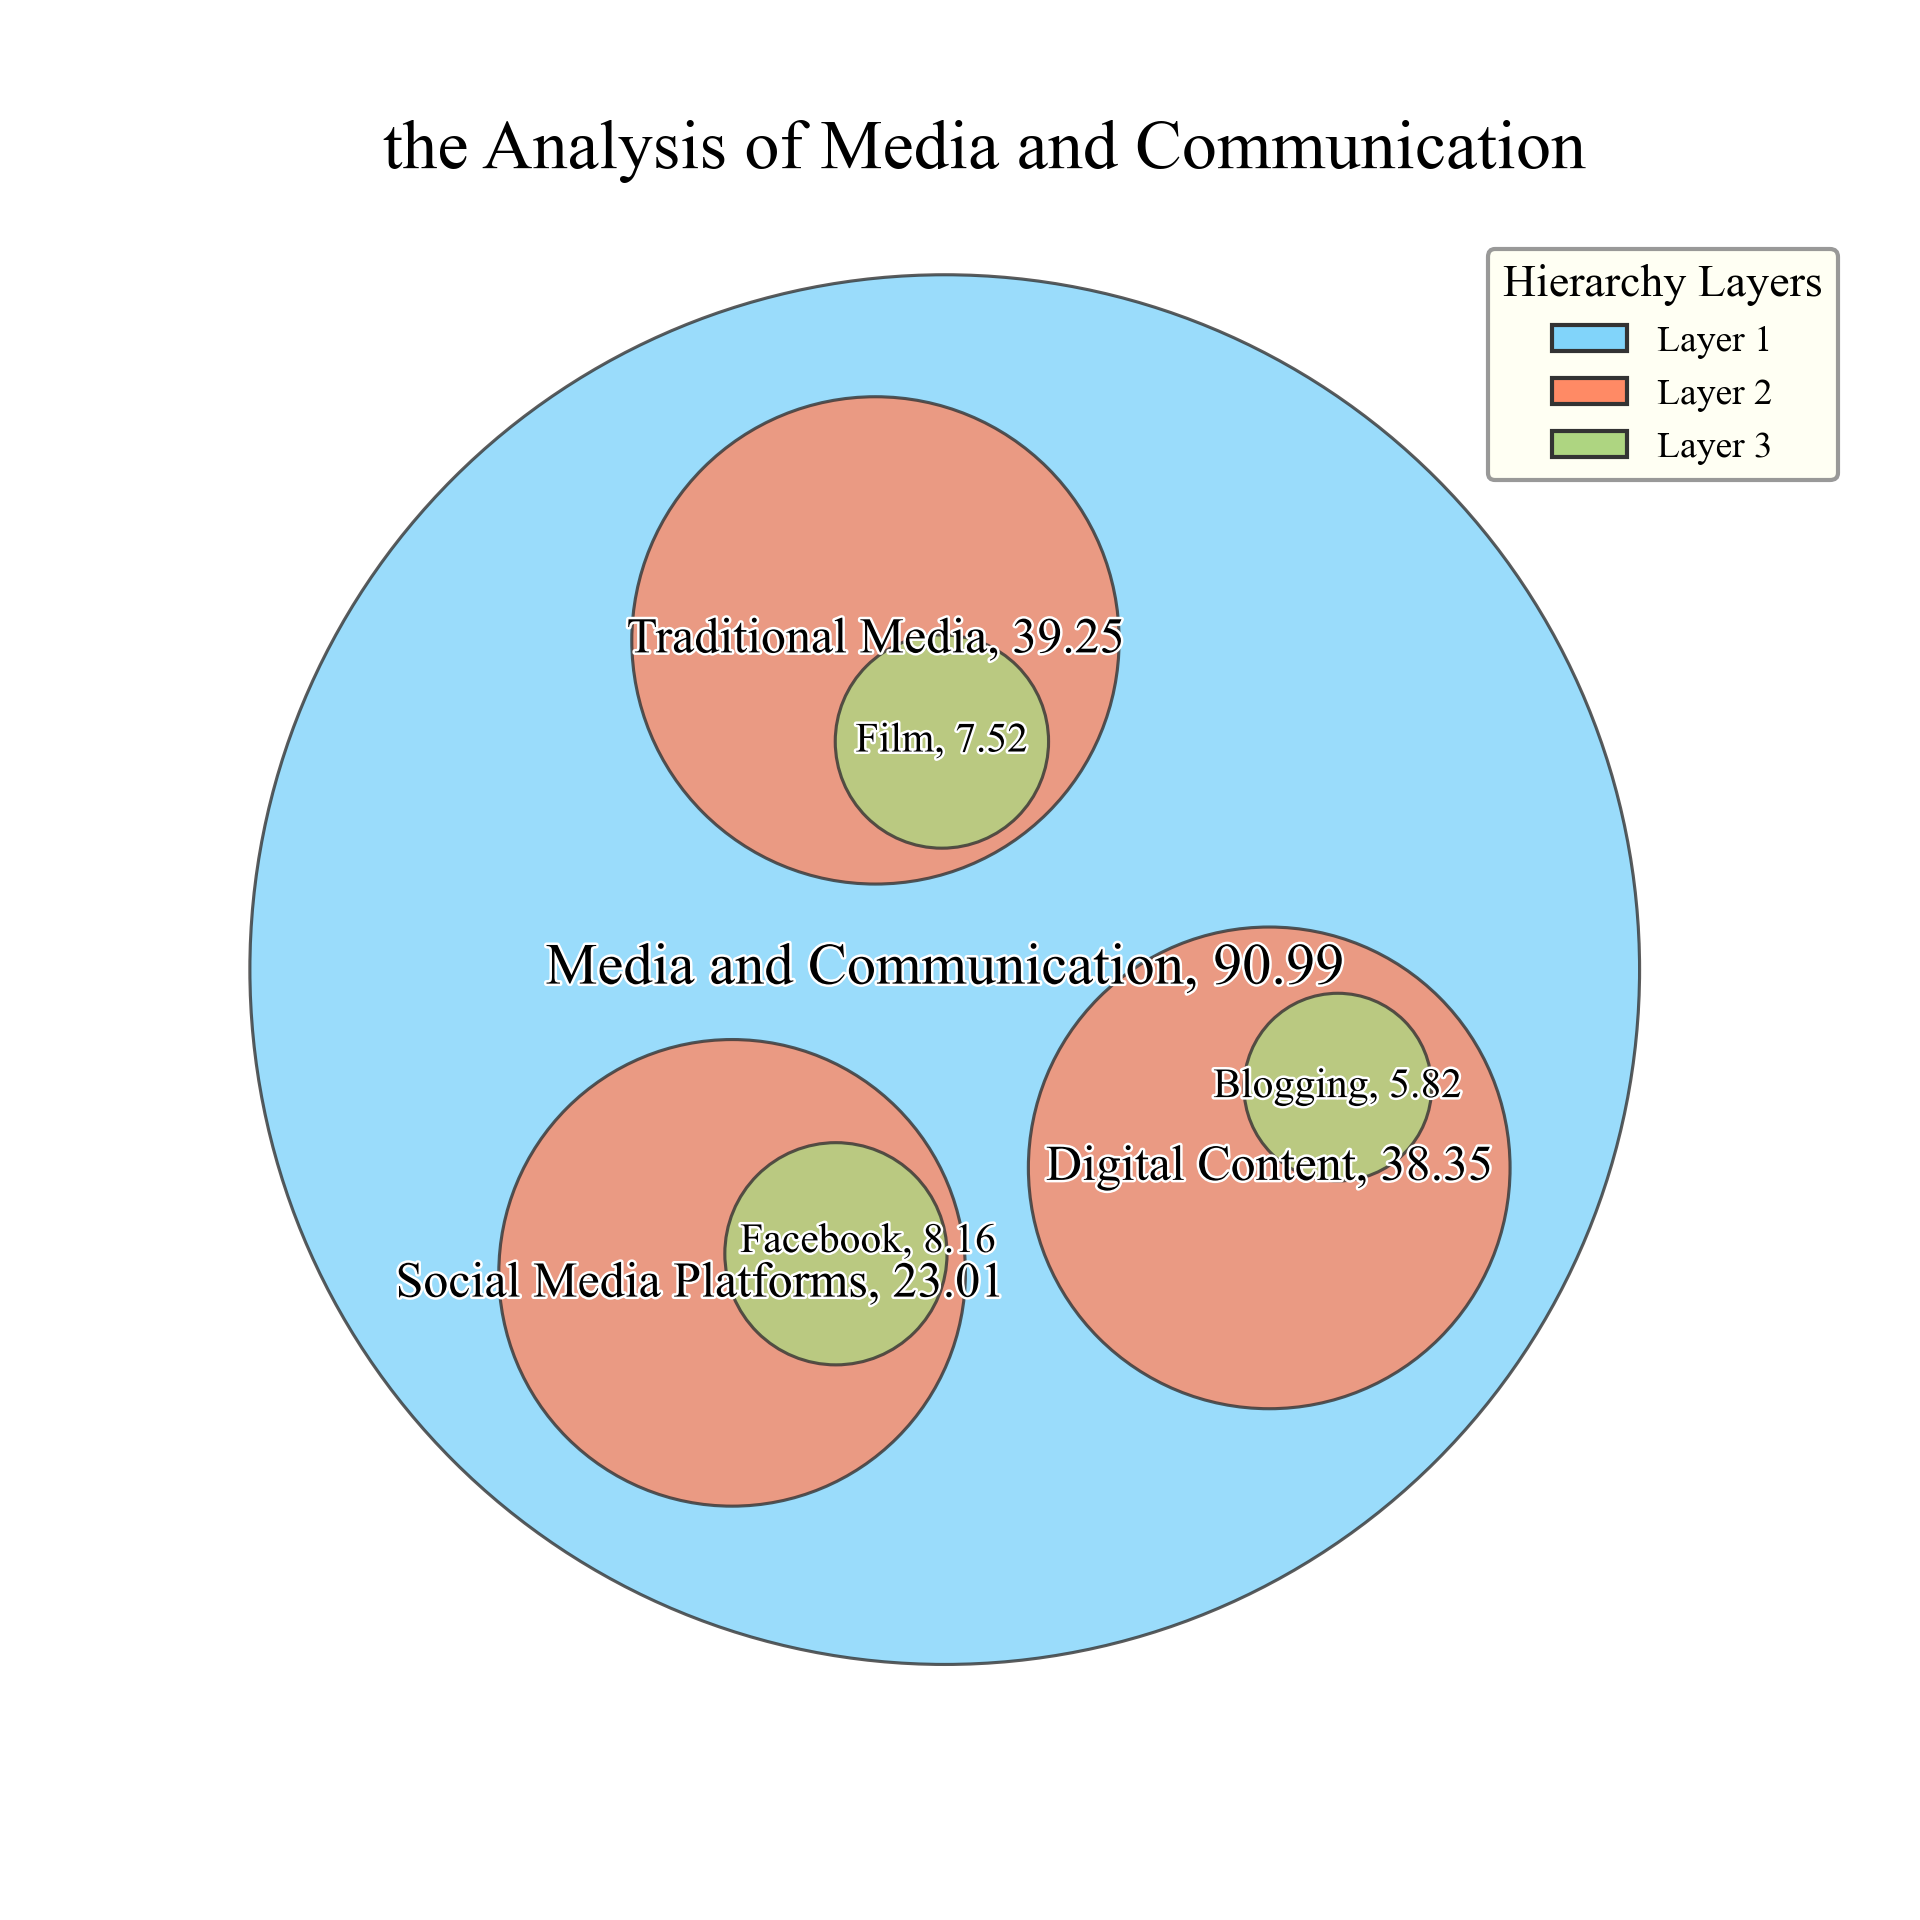 the Analysis of Media and Communication
Hierarchy Layers
Layer 1
Layer 2
Layer 3
Traditional Media, 39.25
Film, 7.52
Media and Communication, 90.99
Blogging, 5.82
Digital Content, 38.35
Facebook, 8.16
Social Media Platforms, 23.01